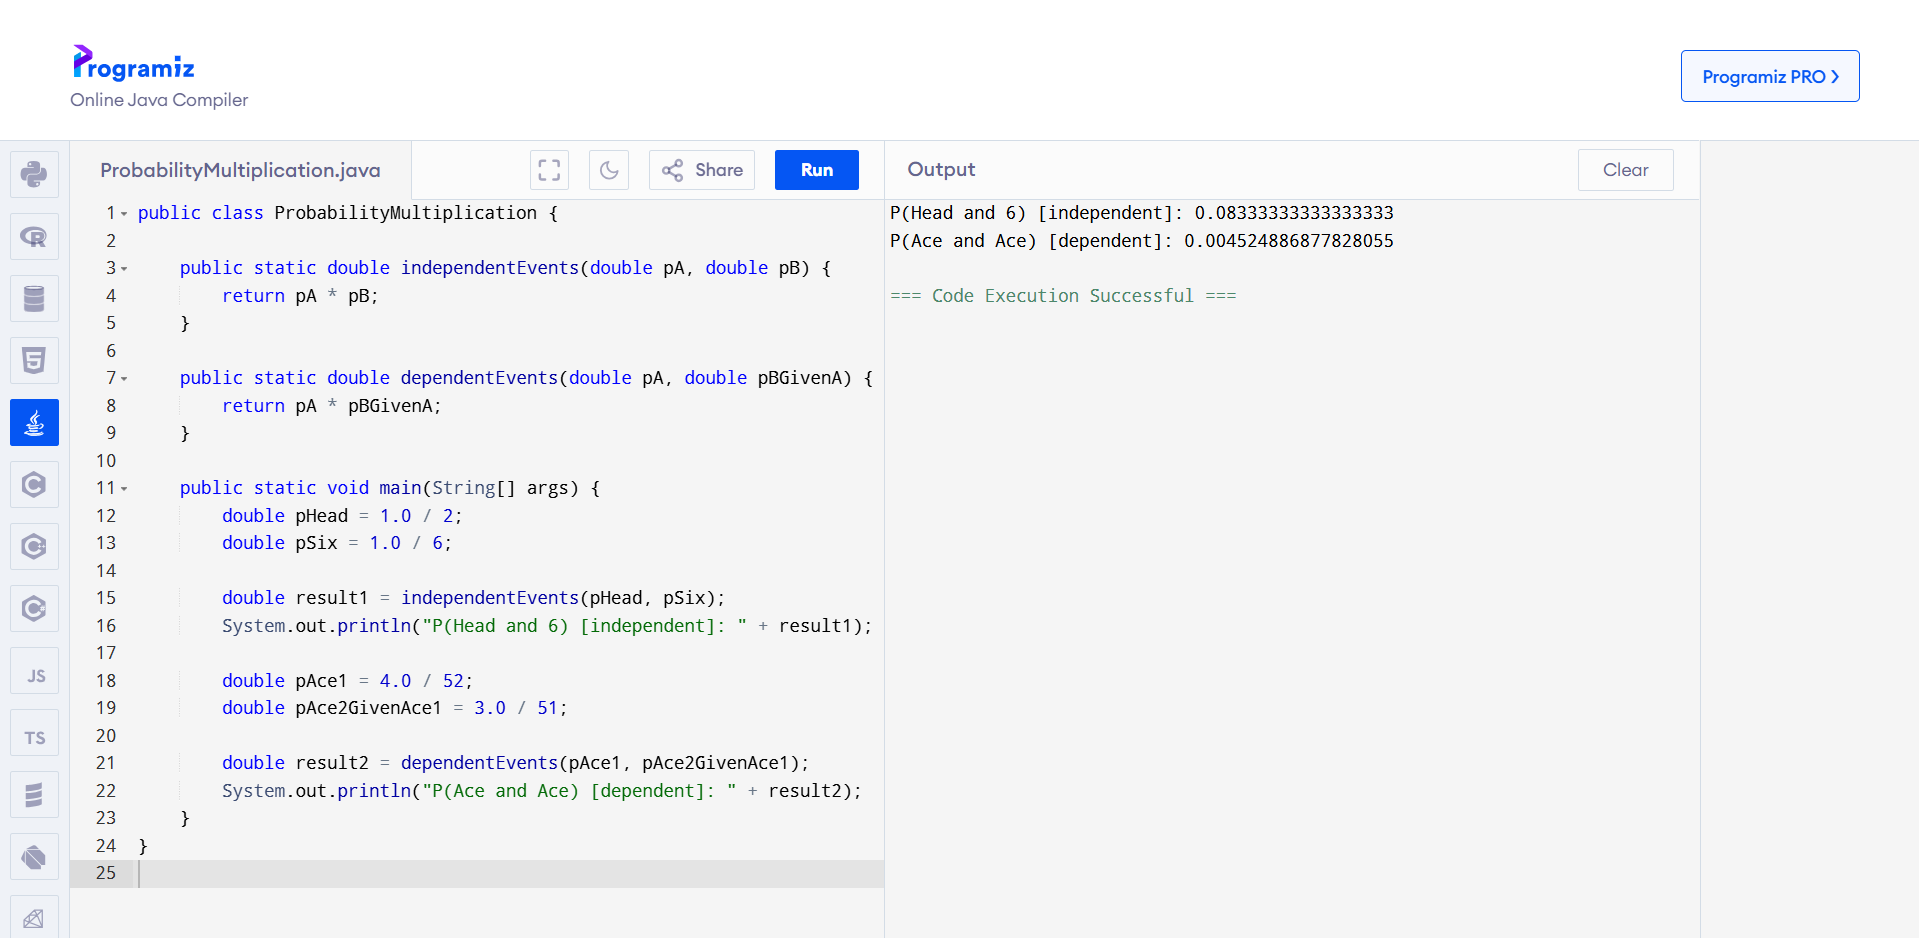 Programiz
Online Java Compiler
Programiz PRO
ProbabilityMultiplication.java
Share
Run
Output
Clear
1 public class ProbabilityMultiplication {
2
3     public static double independentEvents(double pA, double pB) {
4         return pA * pB;
5     }
6
7     public static double dependentEvents(double pA, double pBGivenA) {
8         return pA * pBGivenA;
9     }
10
11     public static void main(String[] args) {
12         double pHead = 1.0 / 2;
13         double pSix = 1.0 / 6;
14
15         double result1 = independentEvents(pHead, pSix);
16         System.out.println("P(Head and 6) [independent]: " + result1);
17
18         double pAce1 = 4.0 / 52;
19         double pAce2GivenAce1 = 3.0 / 51;
20
21         double result2 = dependentEvents(pAce1, pAce2GivenAce1);
22         System.out.println("P(Ace and Ace) [dependent]: " + result2);
23     }
24 }
25
P(Head and 6) [independent]: 0.08333333333333333
P(Ace and Ace) [dependent]: 0.004524886877828055
=== Code Execution Successful ===
R
5
C
C+
C#
JS
TS